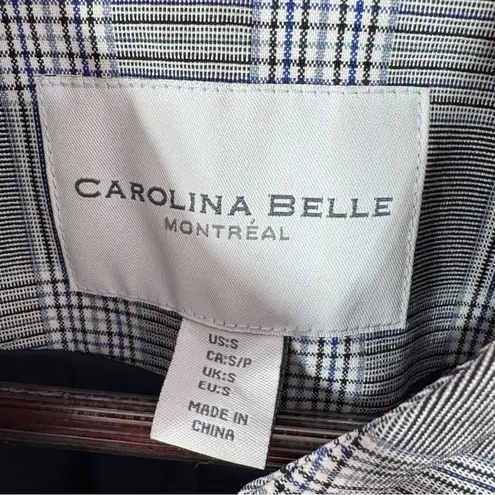 CAROLINA BELLE
MONTRÉAL
US:S
CA:S/P
UK:S
EU:S
MADE IN
CHINA